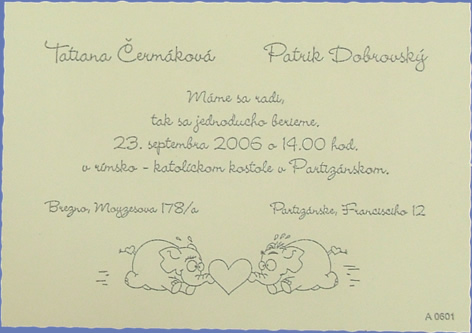 Tatiana Čermáková Patrik Dobrovský
Máme sa radi,
tak sa jednoducho berieme.
23. septembra 2006 o 14.00 hod.
v rímsko - katolíckom kostole v Partizánskom.
Brezno, Moyzesova 178/a Partizánske, Francisciho 12
A 0601